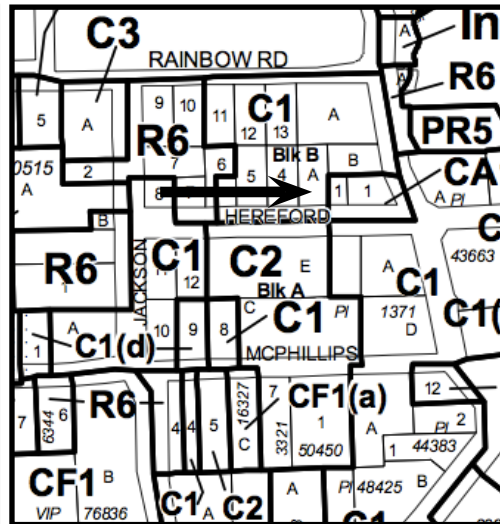 C3
In
A
RAINBOW RD
A
R6
5
A
9
10
11
C1
A
12
13
R6
PR5
0515
2
7
6
Blk B
B
CA
A
8
5
4
A
1
1
A
PI
B
HEREFORD
C
JACKSON
C1
C2
E
A
C1
43663
R6
12
Blk A
C
PI
1371
C1(
1
A
C1(d)
10
9
8
C1
D
MCPHILLIPS
7
6344
6
R6
4
4
5
16327
C
7
3321
1
50450
CF1(a)
A
12
PI
2
1
44383
CF1
B
VIP
76836
C1
A
C2
A
B
PI
48425
B
C1